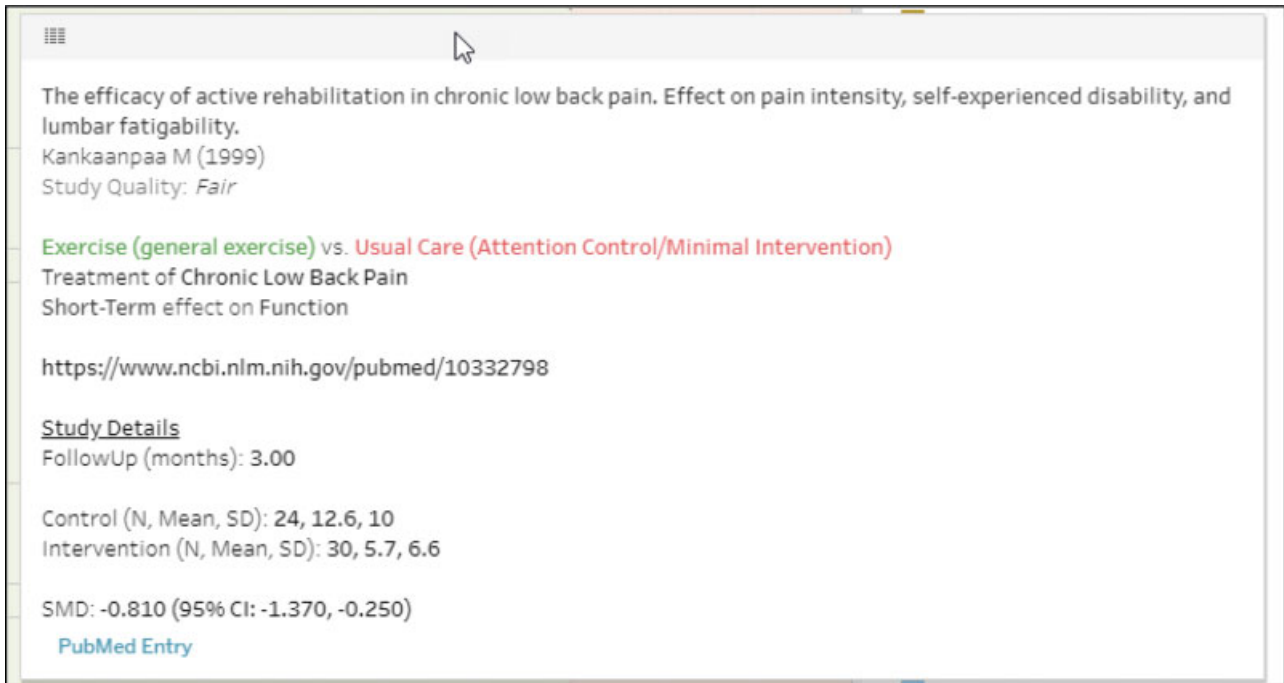 The efficacy of active rehabilitation in chronic low back pain. Effect on pain intensity, self-experienced disability, and
lumbar fatigability.
Kankaanpaa M (1999)
Study Quality: Fair
Exercise (general exercise) vs. Usual Care (Attention Control/Minimal Intervention)
Treatment of Chronic Low Back Pain
Short-Term effect on Function
https://www.ncbi.nlm.nih.gov/pubmed/10332798
Study Details
FollowUp (months): 3.00
Control (N, Mean, SD): 24, 12.6, 10
Intervention (N, Mean, SD): 30, 5.7, 6.6
SMD: -0.810 (95% CI: -1.370, -0.250)
PubMed Entry